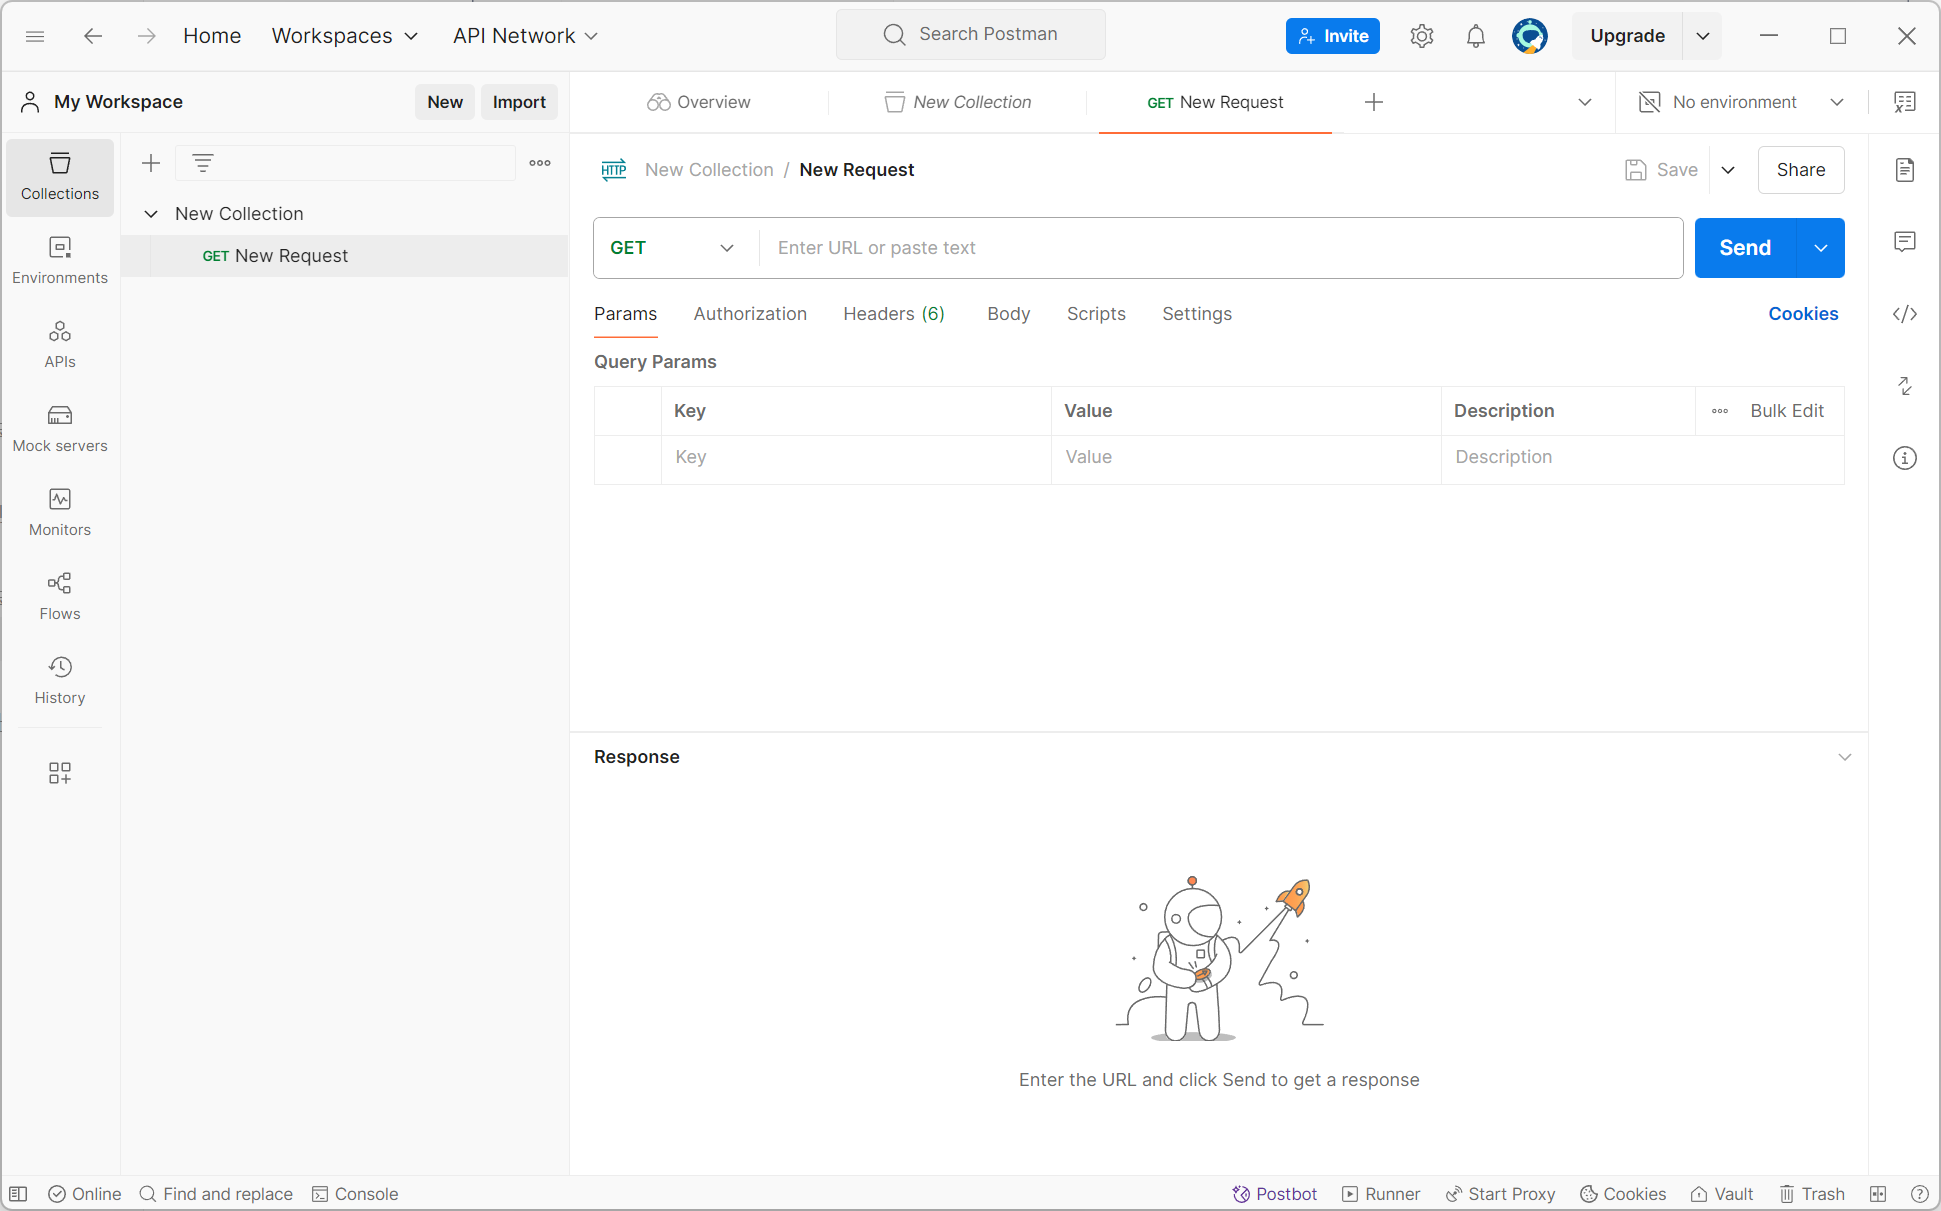 Home Workspaces API Network Search Postman Invite Upgrade
My Workspace New Import Overview New Collection GET New Request No environment
Collections
Environments
APIs
Mock servers
Monitors
Flows
History
New Collection
GET New Request
HTTP New Collection / New Request Save Share
GET Enter URL or paste text Send
Params Authorization Headers (6) Body Scripts Settings Cookies
Query Params
Key Value Description Bulk Edit
Key Value Description
Response
Enter the URL and click Send to get a response
Online Find and replace Console Postbot Runner Start Proxy Cookies Vault Trash